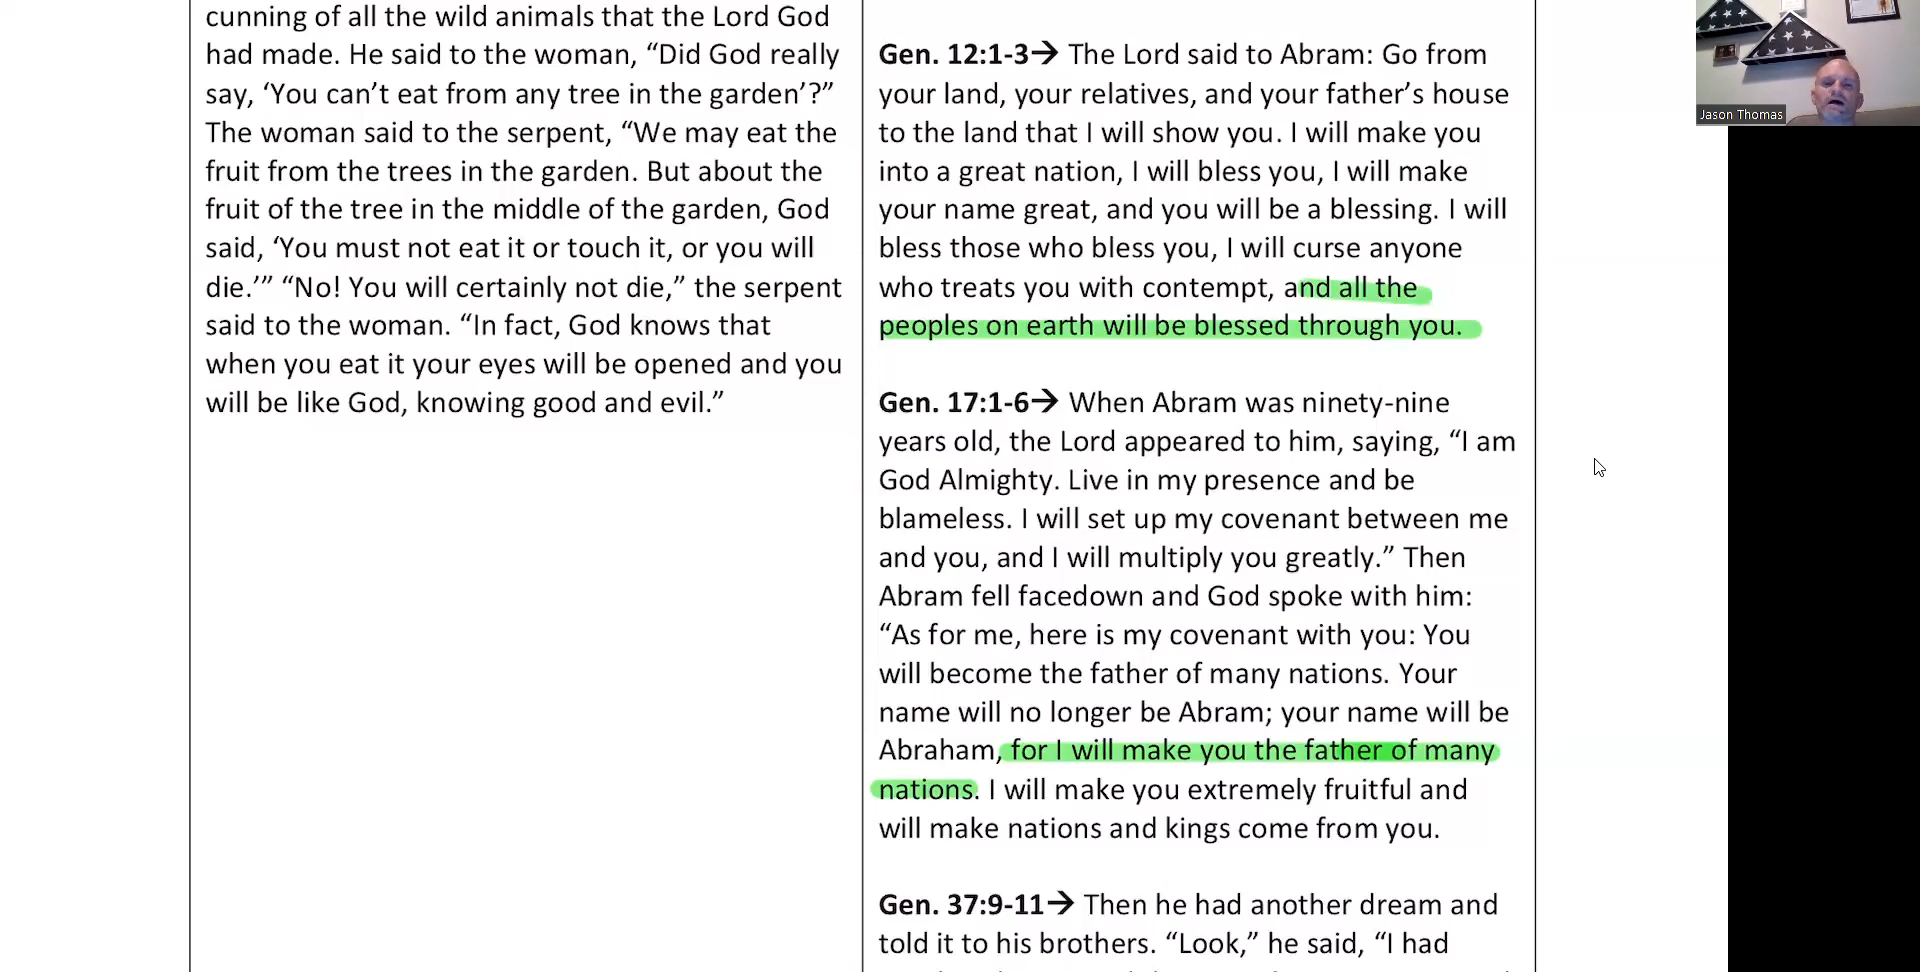 cunning of all the wild animals that the Lord God
had made. He said to the woman, “Did God really
say, ‘You can’t eat from any tree in the garden’?”
The woman said to the serpent, “We may eat the
fruit from the trees in the garden. But about the
fruit of the tree in the middle of the garden, God
said, ‘You must not eat it or touch it, or you will
die.’” “No! You will certainly not die,” the serpent
said to the woman. “In fact, God knows that
when you eat it your eyes will be opened and you
will be like God, knowing good and evil.”
Gen. 12:1-3→ The Lord said to Abram: Go from
your land, your relatives, and your father’s house
to the land that I will show you. I will make you
into a great nation, I will bless you, I will make
your name great, and you will be a blessing. I will
bless those who bless you, I will curse anyone
who treats you with contempt, and all the
peoples on earth will be blessed through you.
Gen. 17:1-6→ When Abram was ninety-nine
years old, the Lord appeared to him, saying, “I am
God Almighty. Live in my presence and be
blameless. I will set up my covenant between me
and you, and I will multiply you greatly.” Then
Abram fell facedown and God spoke with him:
“As for me, here is my covenant with you: You
will become the father of many nations. Your
name will no longer be Abram; your name will be
Abraham, for I will make you the father of many
nations. I will make you extremely fruitful and
will make nations and kings come from you.
Gen. 37:9-11→ Then he had another dream and
told it to his brothers. “Look,” he said, “I had
Jason Thomas